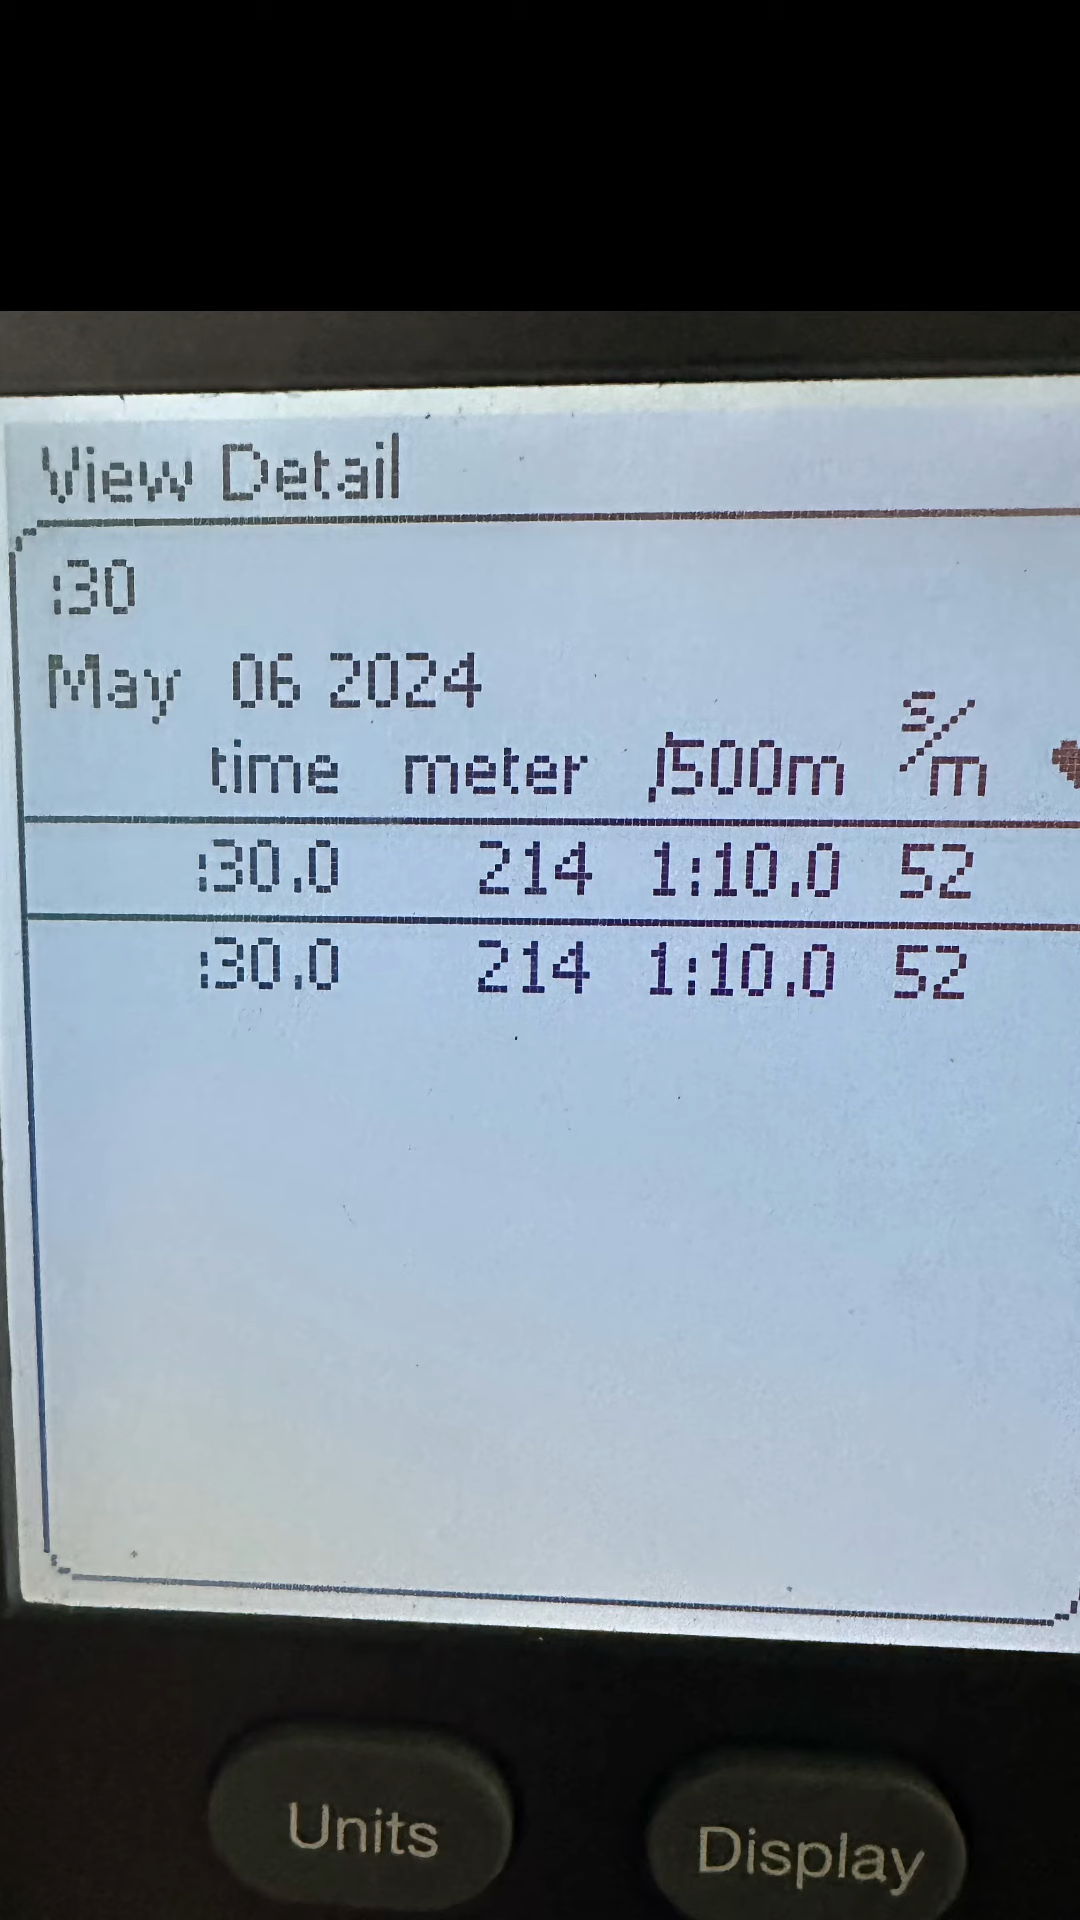 View Detail
:30
May 06 2024
time meter /500m s/m
:30.0 214 1:10.0 52
:30.0 214 1:10.0 52
Units Display